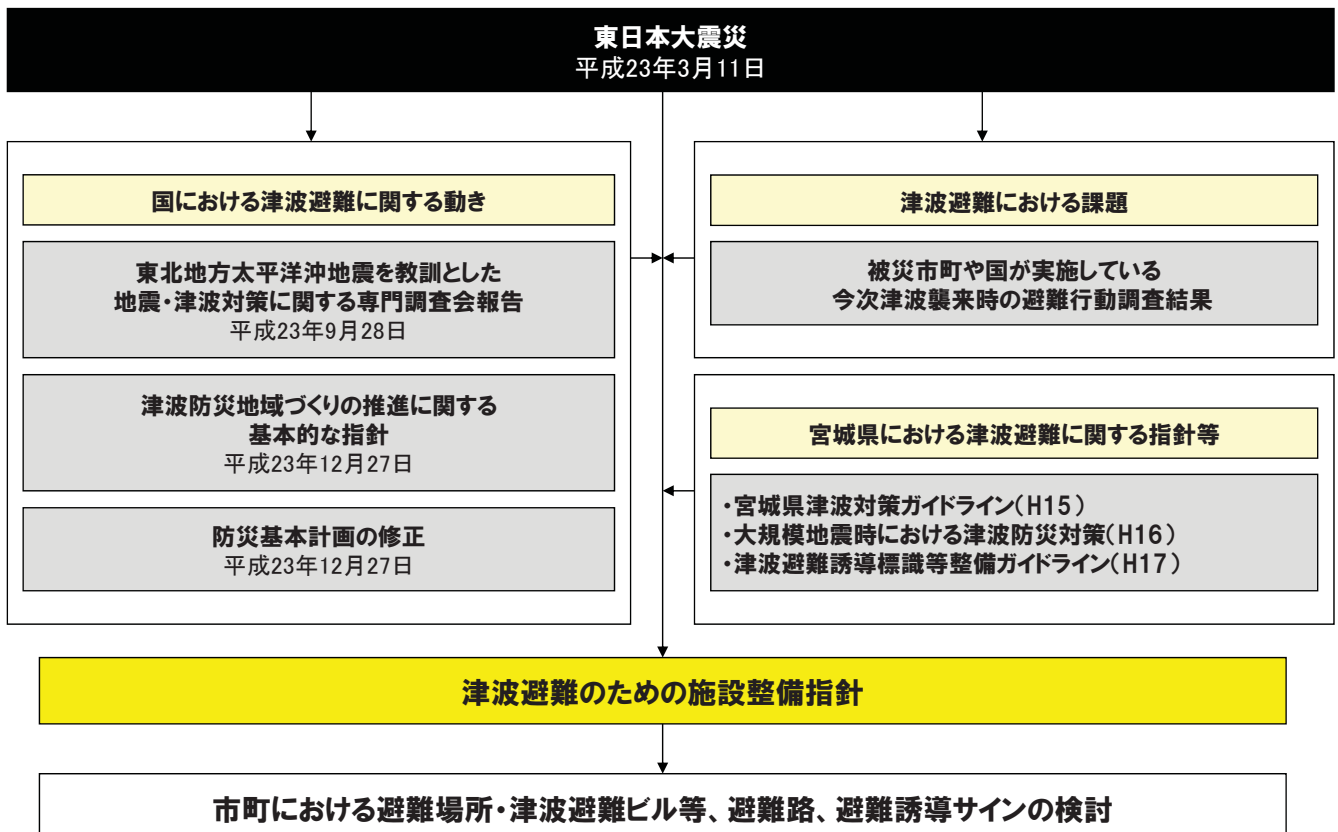 東日本大震災
平成23年3月11日
国における津波避難に関する動き
東北地方太平洋沖地震を教訓とした
地震・津波対策に関する専門調査会報告
平成23年9月28日
津波防災地域づくりの推進に関する
基本的な指針
平成23年12月27日
防災基本計画の修正
平成23年12月27日
津波避難における課題
被災市町や国が実施している
今次津波襲来時の避難行動調査結果
宮城県における津波避難に関する指針等
・宮城県津波対策ガイドライン(H15)
・大規模地震時における津波防災対策(H16)
・津波避難誘導標識等整備ガイドライン(H17)
津波避難のための施設整備指針
市町における避難場所・津波避難ビル等、避難路、避難誘導サインの検討